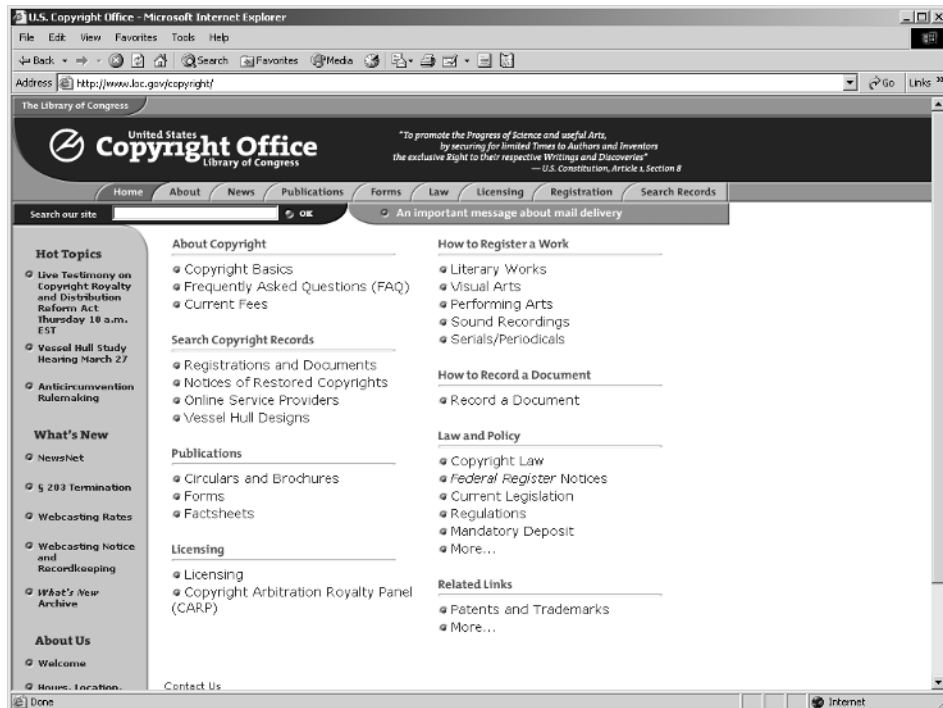 U.S. Copyright Office - Microsoft Internet Explorer
File Edit View Favorites Tools Help
Back Search Favorites Media
Address http://www.loc.gov/copyright/ Go Links »
The Library of Congress
United States
Copyright Office
Library of Congress
"To promote the Progress of Science and useful Arts,
by securing for limited Times to Authors and Inventors
the exclusive Right to their respective Writings and Discoveries"
— U.S. Constitution, Article 1, Section 8
Home About News Publications Forms Law Licensing Registration Search Records
Search our site OK An important message about mail delivery
Hot Topics
Live Testimony on
Copyright Royalty
and Distribution
Reform Act
Thursday 10 a.m.
EST
Vessel Hull Study
Hearing March 27
Anticircumvention
Rulemaking
What's New
NewsNet
§ 203 Termination
Webcasting Rates
Webcasting Notice
and
Recordkeeping
What's New
Archive
About Us
Welcome
Hours, Location,
About Copyright
Copyright Basics
Frequently Asked Questions (FAQ)
Current Fees
Search Copyright Records
Registrations and Documents
Notices of Restored Copyrights
Online Service Providers
Vessel Hull Designs
Publications
Circulars and Brochures
Forms
Factsheets
Licensing
Licensing
Copyright Arbitration Royalty Panel
(CARP)
Contact Us
How to Register a Work
Literary Works
Visual Arts
Performing Arts
Sound Recordings
Serials/Periodicals
How to Record a Document
Record a Document
Law and Policy
Copyright Law
Federal Register Notices
Current Legislation
Regulations
Mandatory Deposit
More...
Related Links
Patents and Trademarks
More...
Done Internet